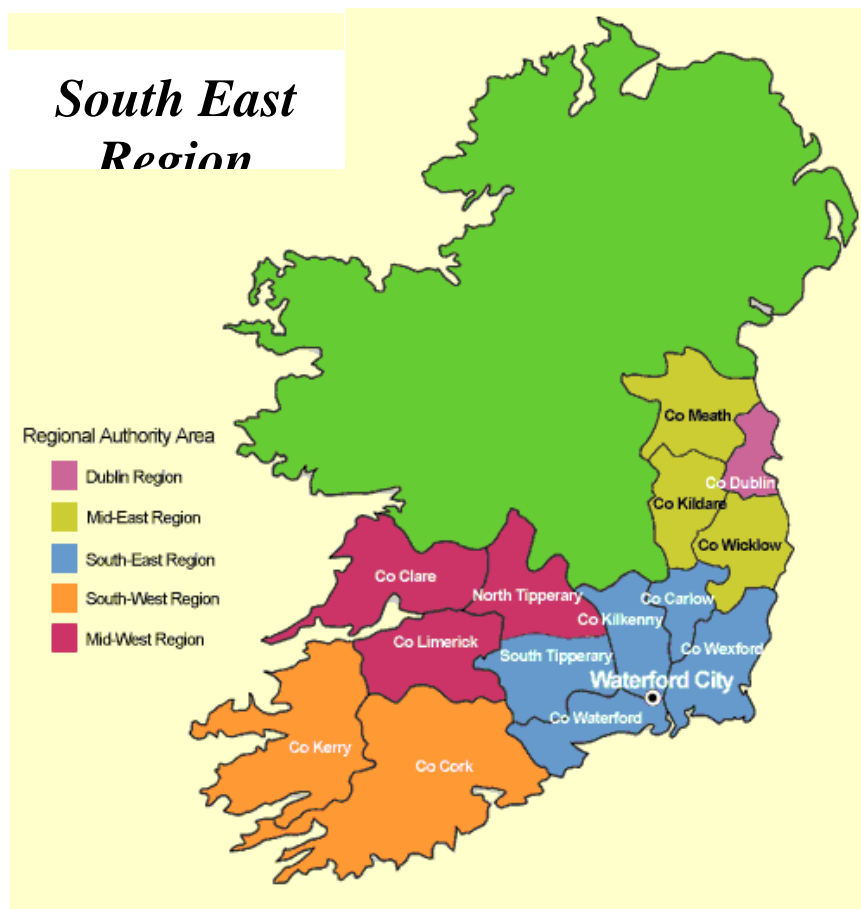 South East
Region
Regional Authority Area
Dublin Region
Mid-East Region
South-East Region
South-West Region
Mid-West Region
Co Meath
Co Dublin
Co Kildare
Co Wicklow
Co Clare
North Tipperary
Co Carlow
Co Kilkenny
Co Limerick
South Tipperary
Co Wexford
Waterford City
Co Waterford
Co Kerry
Co Cork